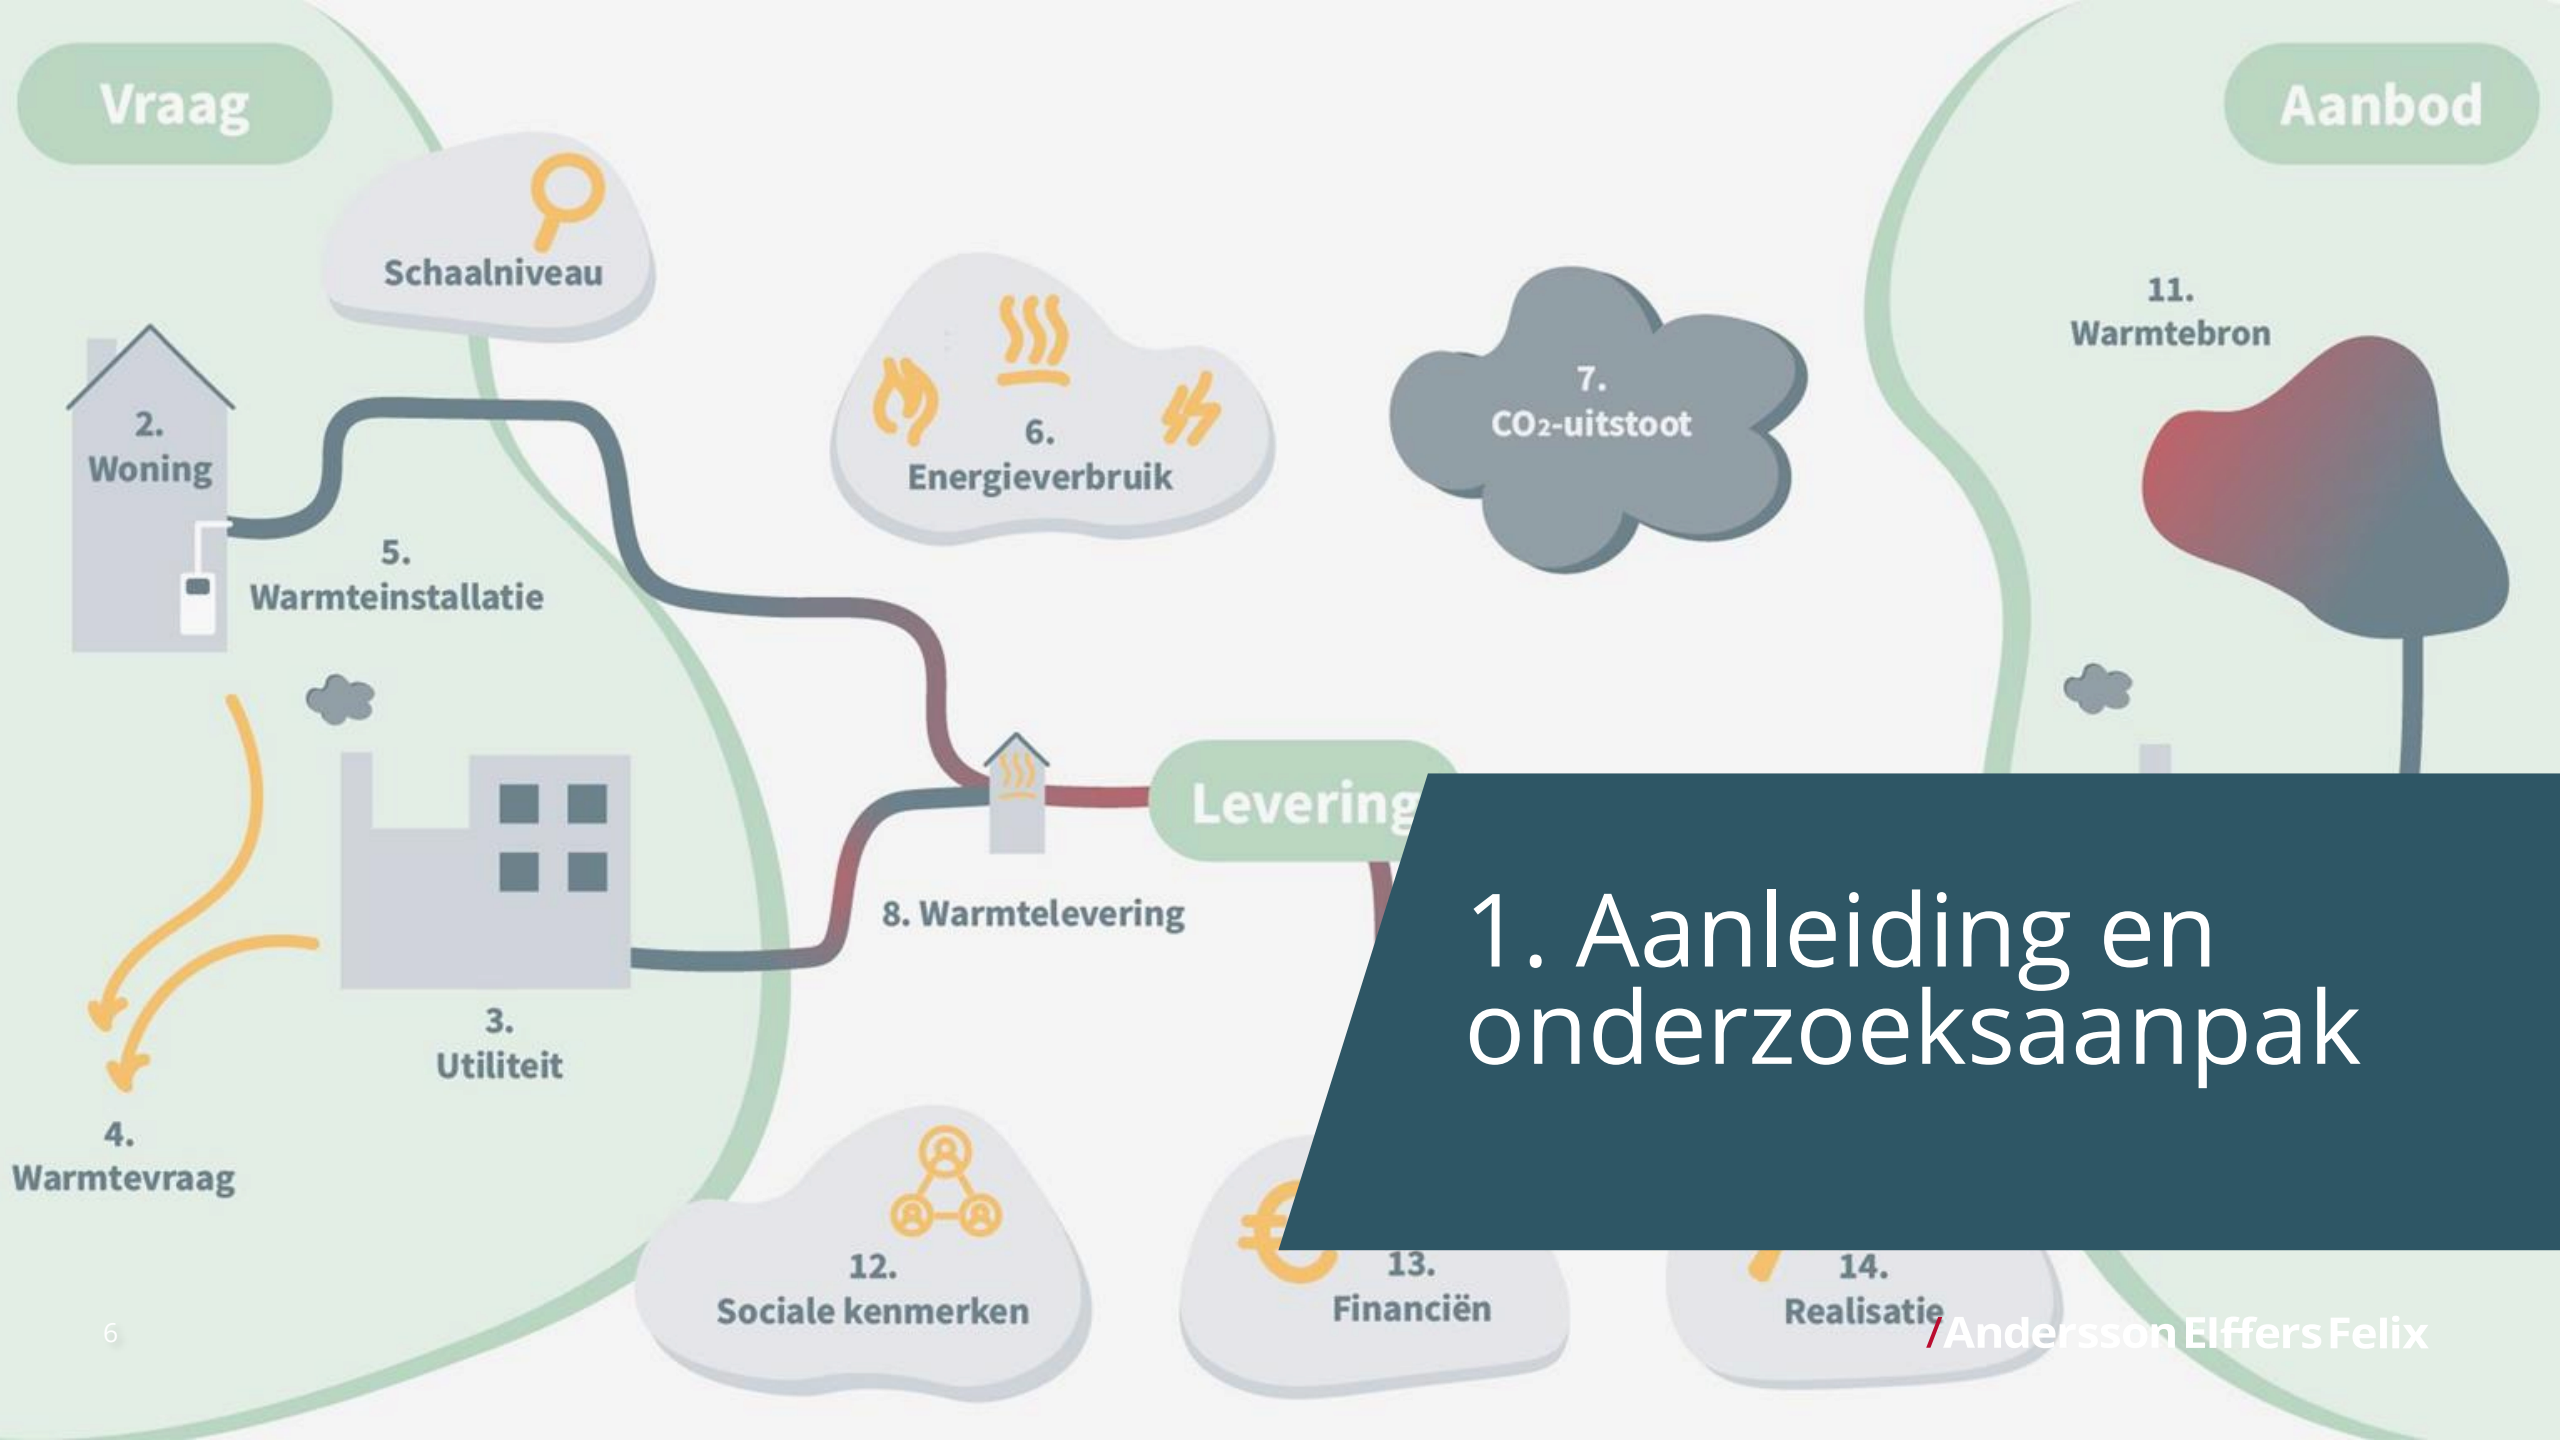 Vraag
Aanbod
Schaalniveau
11.
Warmtebron
7.
CO₂-uitstoot
2.
Woning
6.
Energieverbruik
5.
Warmteinstallatie
Levering
8. Warmtelevering
1. Aanleiding en
onderzoeksaanpak
3.
Utiliteit
4.
Warmtevraag
12.
Sociale kenmerken
13.
Financiën
14.
Realisatie
6
/Andersson Elffers Felix